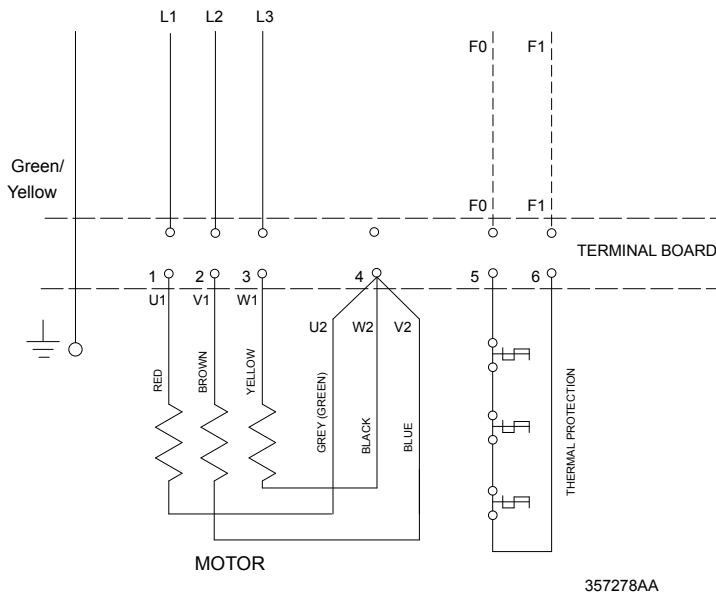 L1 L2 L3
F0 F1
Green/
Yellow
F0 F1
TERMINAL BOARD
1 2 3 4 5 6
U1 V1 W1
U2 W2 V2
RED
BROWN
YELLOW
GREY (GREEN)
BLACK
BLUE
THERMAL PROTECTION
MOTOR
357278AA